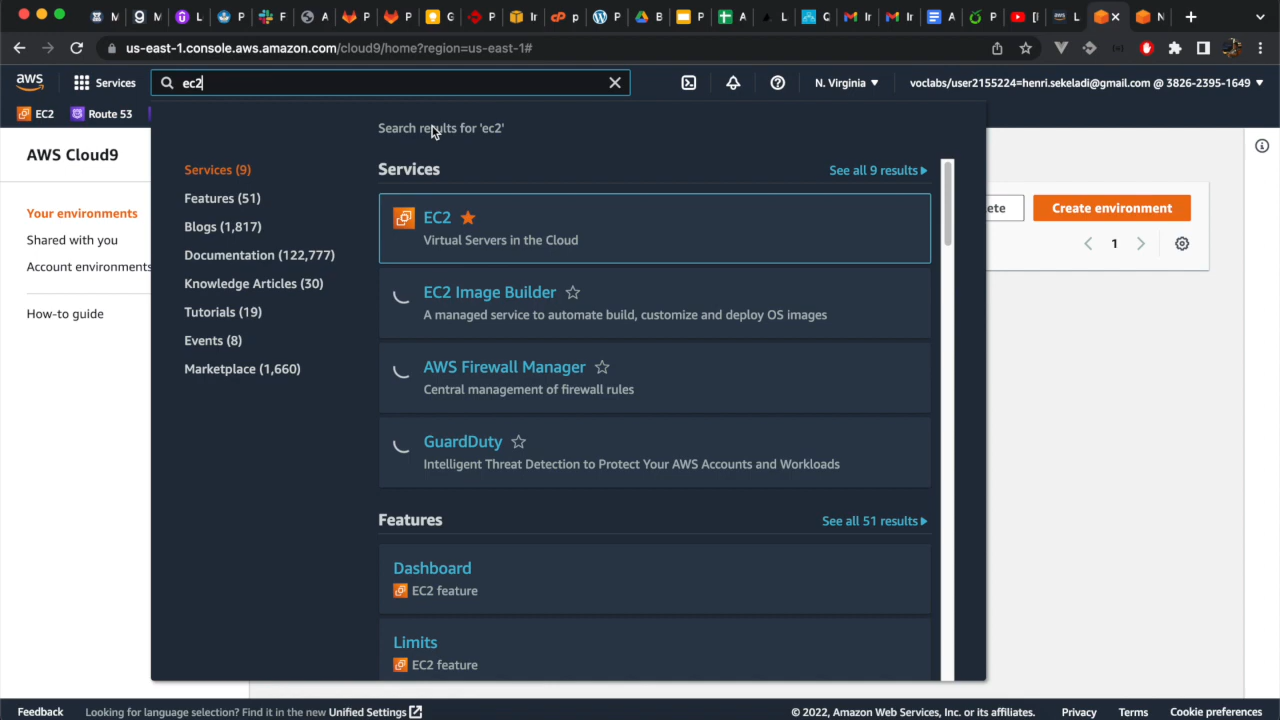 us-east-1.console.aws.amazon.com/cloud9/home?region=us-east-1#
aws
Services
ec2
N. Virginia
voclabs/user2155224=henri.sekeladi@gmail.com @ 3826-2395-1649
EC2
Route 53
AWS Cloud9
Your environments
Shared with you
Account environments
How-to guide
Search results for 'ec2'
Services (9)
Features (51)
Blogs (1,817)
Documentation (122,777)
Knowledge Articles (30)
Tutorials (19)
Events (8)
Marketplace (1,660)
Services
See all 9 results
EC2
Virtual Servers in the Cloud
EC2 Image Builder
A managed service to automate build, customize and deploy OS images
AWS Firewall Manager
Central management of firewall rules
GuardDuty
Intelligent Threat Detection to Protect Your AWS Accounts and Workloads
Features
See all 51 results
Dashboard
EC2 feature
Limits
EC2 feature
ete
Create environment
1
Feedback
Looking for language selection? Find it in the new Unified Settings
© 2022, Amazon Web Services, Inc. or its affiliates.
Privacy
Terms
Cookie preferences